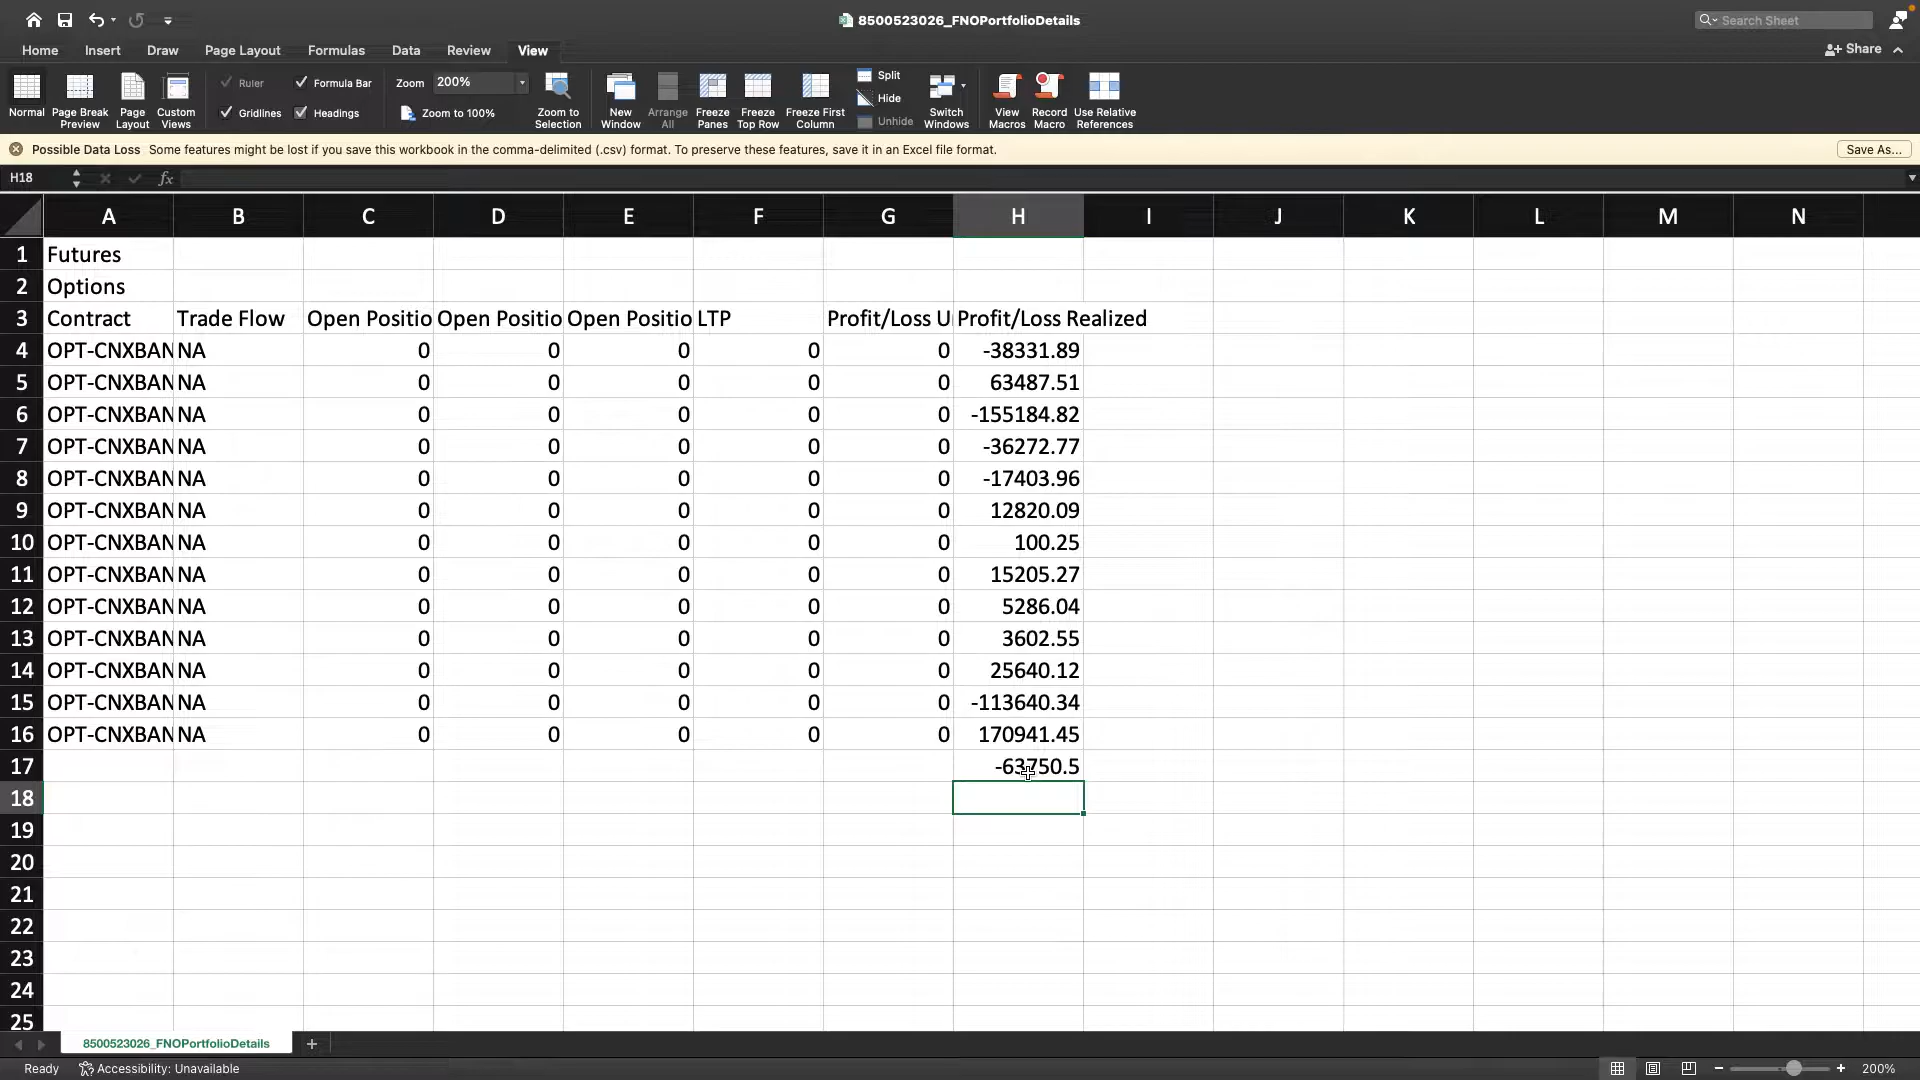 8500523026_FNOPortfolioDetails
Search Sheet
Home Insert Draw Page Layout Formulas Data Review View
Share
Normal
Page Break Preview
Page Layout
Custom Views
Ruler
Formula Bar
Gridlines
Headings
Zoom 200%
Zoom to 100%
Zoom to Selection
New Window
Arrange All
Freeze Panes
Freeze Top Row
Freeze First Column
Split
Hide
Unhide
Switch Windows
View Macros
Record Macro
Use Relative References
Possible Data Loss Some features might be lost if you save this workbook in the comma-delimited (.csv) format. To preserve these features, save it in an Excel file format. Save As...
H18 fx
A B C D E F G H I J K L M N
1 Futures
2 Options
3 Contract Trade Flow Open Positio Open Positio Open Positio LTP Profit/Loss U Profit/Loss Realized
4 OPT-CNXBAN NA 0 0 0 0 0 -38331.89
5 OPT-CNXBAN NA 0 0 0 0 0 63487.51
6 OPT-CNXBAN NA 0 0 0 0 0 -155184.82
7 OPT-CNXBAN NA 0 0 0 0 0 -36272.77
8 OPT-CNXBAN NA 0 0 0 0 0 -17403.96
9 OPT-CNXBAN NA 0 0 0 0 0 12820.09
10 OPT-CNXBAN NA 0 0 0 0 0 100.25
11 OPT-CNXBAN NA 0 0 0 0 0 15205.27
12 OPT-CNXBAN NA 0 0 0 0 0 5286.04
13 OPT-CNXBAN NA 0 0 0 0 0 3602.55
14 OPT-CNXBAN NA 0 0 0 0 0 25640.12
15 OPT-CNXBAN NA 0 0 0 0 0 -113640.34
16 OPT-CNXBAN NA 0 0 0 0 0 170941.45
17 -63750.5
18
19
20
21
22
23
24
25
8500523026_FNOPortfolioDetails
Ready Accessibility: Unavailable 200%